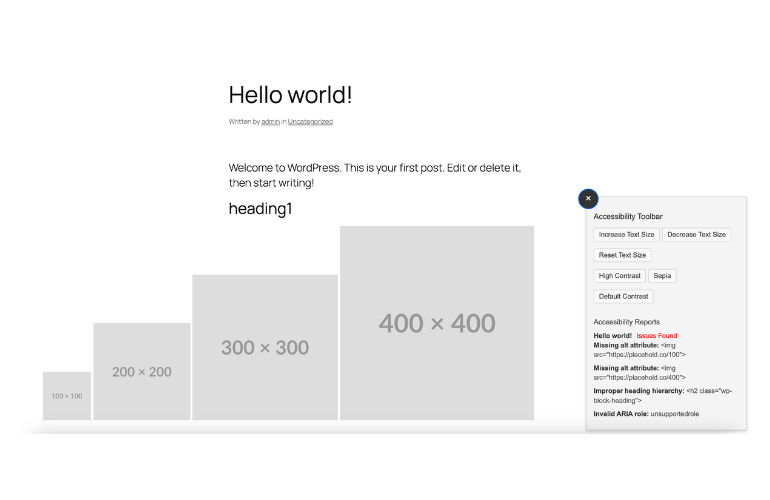 Hello world!
Written by admin in Uncategorized
Welcome to WordPress. This is your first post. Edit or delete it,
then start writing!
heading1
100 × 100
200 × 200
300 × 300
400 × 400
×
Accessibility Toolbar
Increase Text Size
Decrease Text Size
Reset Text Size
High Contrast
Sepia
Default Contrast
Accessibility Reports
Hello world! Issues Found
Missing alt attribute: <img
src="https://placehold.co/100">
Missing alt attribute: <img
src="https://placehold.co/400">
Improper heading hierarchy: <h2 class="wp-
block-heading">
Invalid ARIA role: unsupportedrole